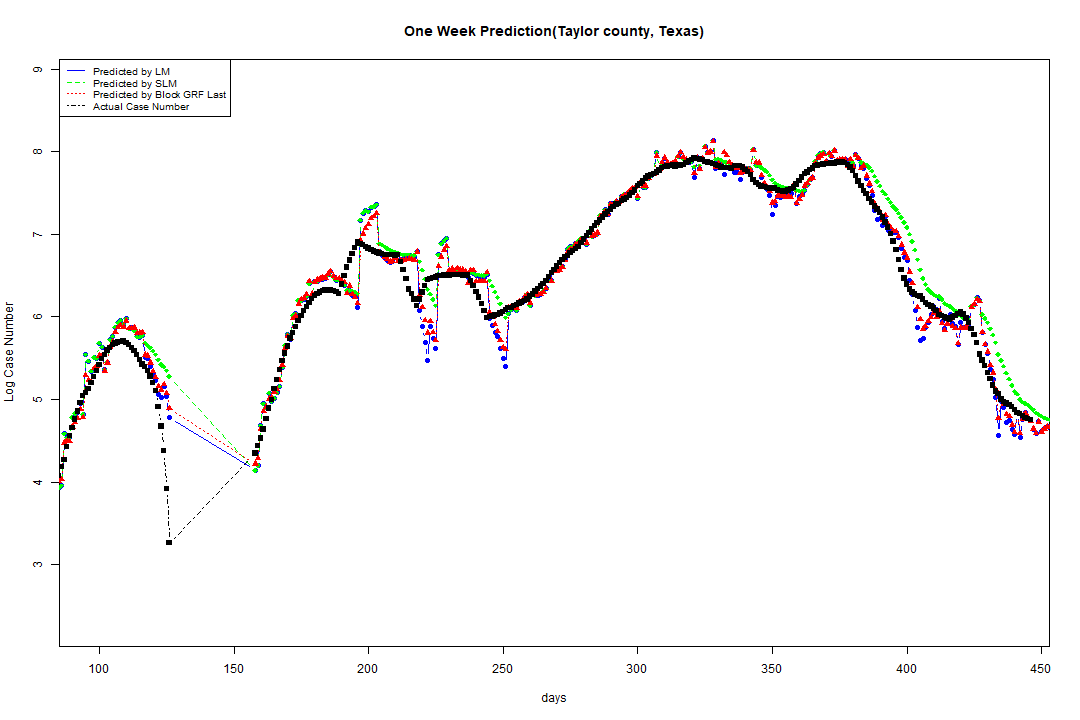 One Week Prediction(Taylor county, Texas)
Predicted by LM
Predicted by SLM
Predicted by Block GRF Last
Actual Case Number
Log Case Number
9
8
7
6
5
4
3
100 150 200 250 300 350 400 450
days